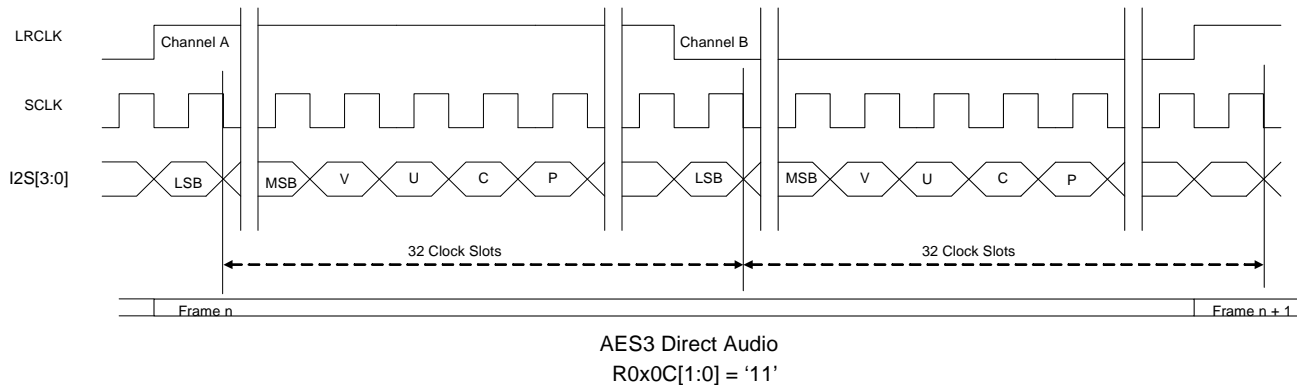 LRCLK
Channel A
Channel B
SCLK
I2S[3:0]
LSB
MSB
V
U
C
P
LSB
MSB
V
U
C
P
32 Clock Slots
32 Clock Slots
Frame n
Frame n + 1
AES3 Direct Audio
R0x0C[1:0] = ‘11’